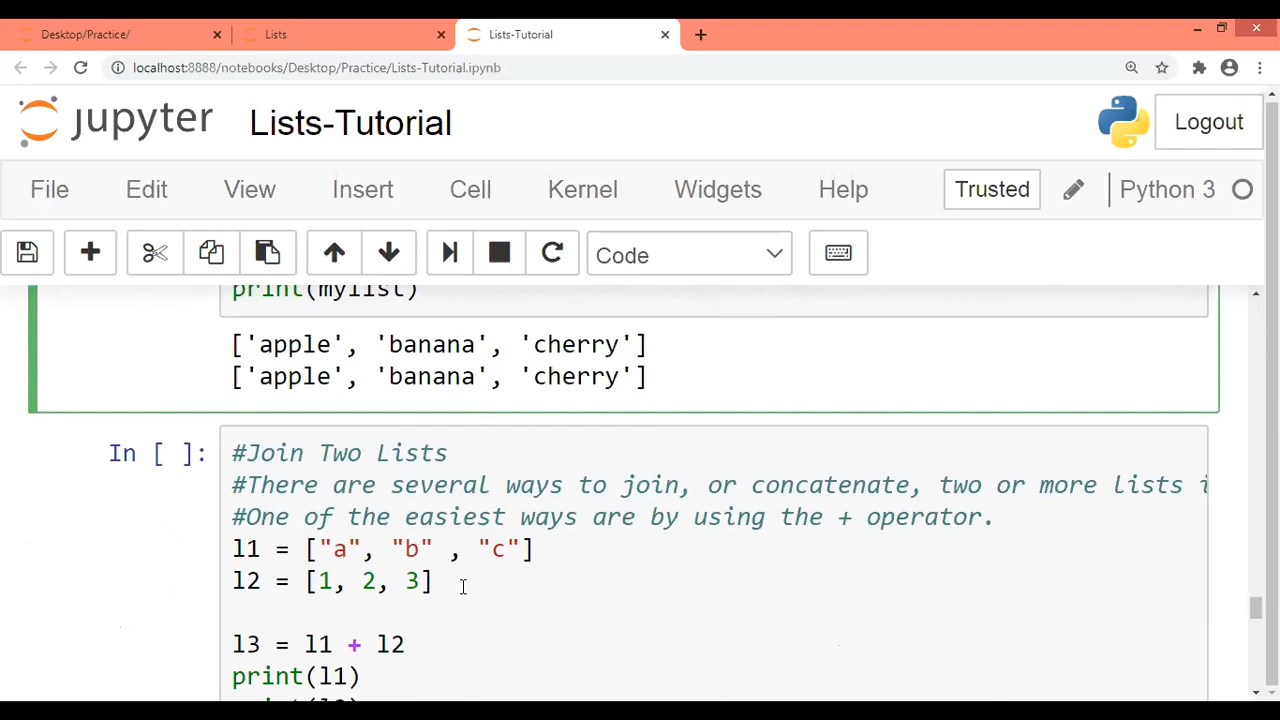 Desktop/Practice/
Lists
Lists-Tutorial
localhost:8888/notebooks/Desktop/Practice/Lists-Tutorial.ipynb
jupyter Lists-Tutorial Logout
File Edit View Insert Cell Kernel Widgets Help Trusted Python 3
Code
print(mylist)
['apple', 'banana', 'cherry']
['apple', 'banana', 'cherry']
In [ ]: #Join Two Lists
#There are several ways to join, or concatenate, two or more lists
#One of the easiest ways are by using the + operator.
l1 = ["a", "b" , "c"]
l2 = [1, 2, 3]
l3 = l1 + l2
print(l1)